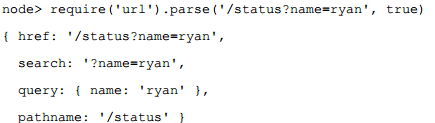 node> require('url').parse('/status?name=ryan', true)
{ href: '/status?name=ryan',
search: '?name=ryan',
query: { name: 'ryan' },
pathname: '/status' }